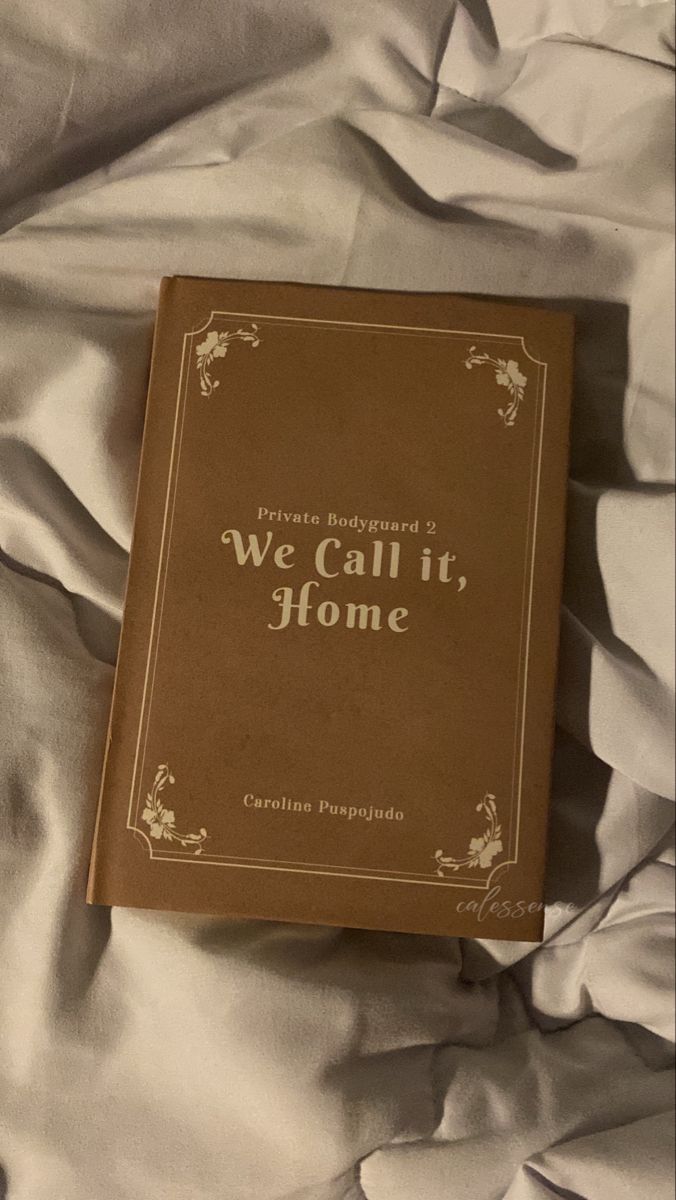 Private Bodyguard 2
We Call it,
Home
Caroline Puspojudo
calessense